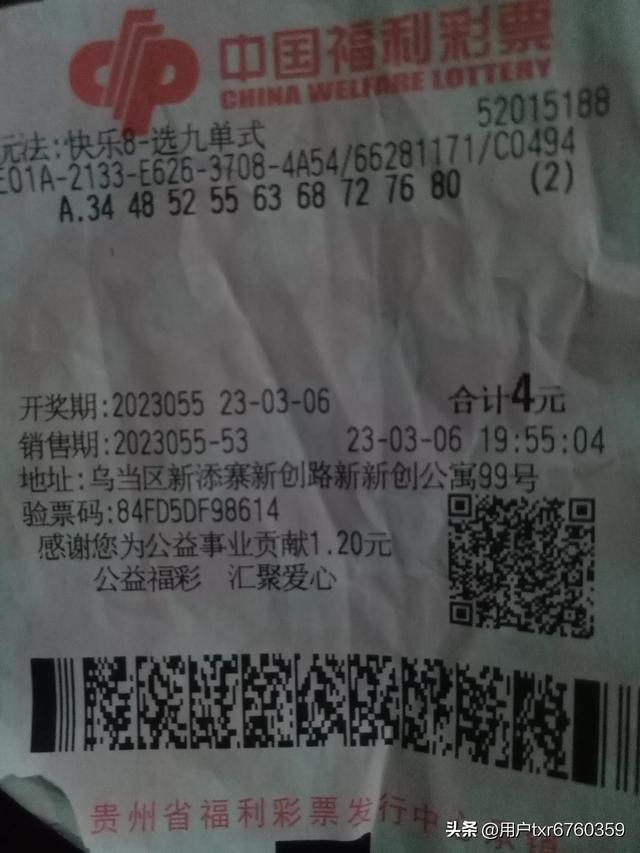 中国福利彩票
CHINA WELFARE LOTTERY
52015188
玩法:快乐8-选九单式
E01A-2133-E626-3708-4A54/66281171/C0494
A.34 48 52 55 63 68 72 76 80 (2)
开奖期:2023055 23-03-06 合计4元
销售期:2023055-53 23-03-06 19:55:04
地址:乌当区新添寨新创路新新创公寓99号
验票码:84FD5DF98614
感谢您为公益事业贡献1.20元
公益福彩 汇聚爱心
贵州省福利彩票发行中心承销
头条 @用户txr6760359